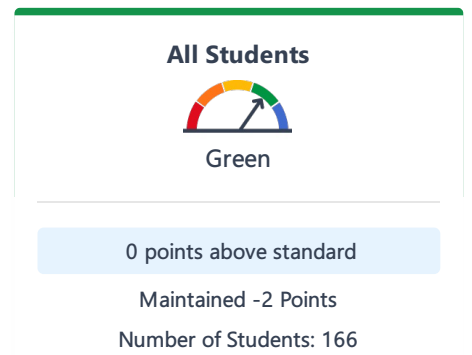 All Students
Green
0 points above standard
Maintained -2 Points
Number of Students: 166